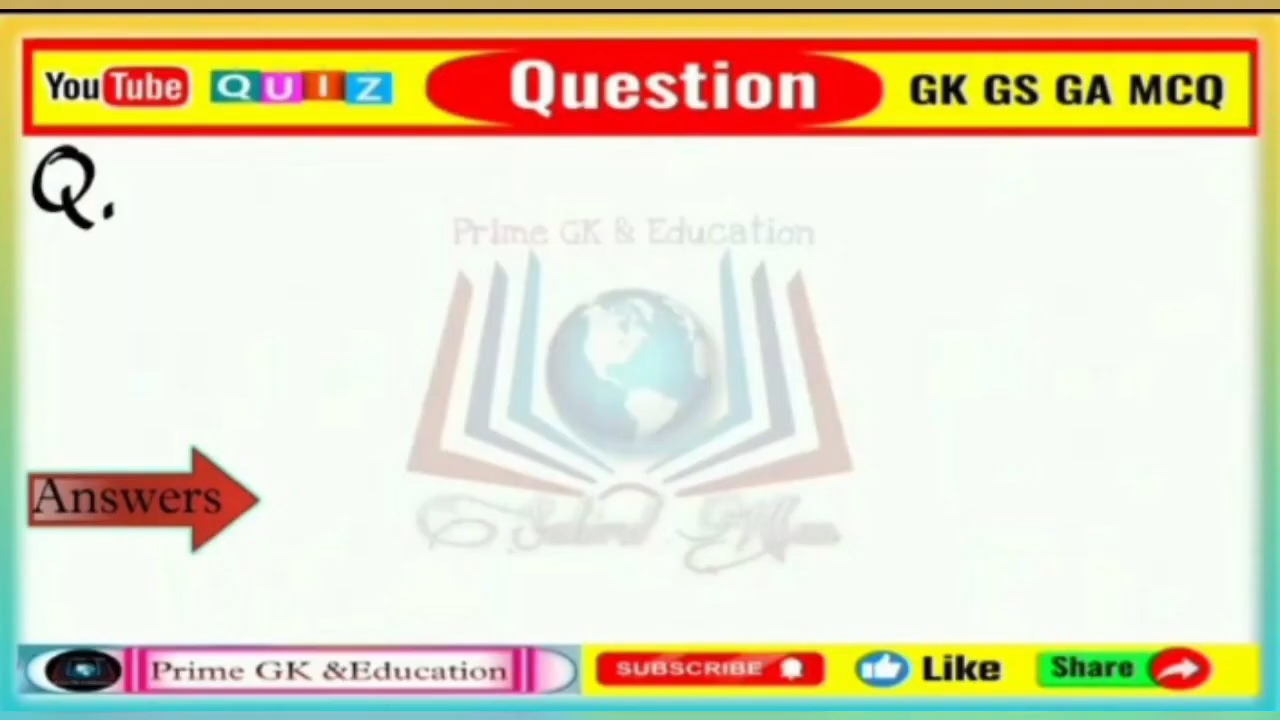 YouTube QUIZ Question GK GS GA MCQ
Q.
Prime GK & Education
Answers
Prime GK &Education SUBSCRIBE Like Share